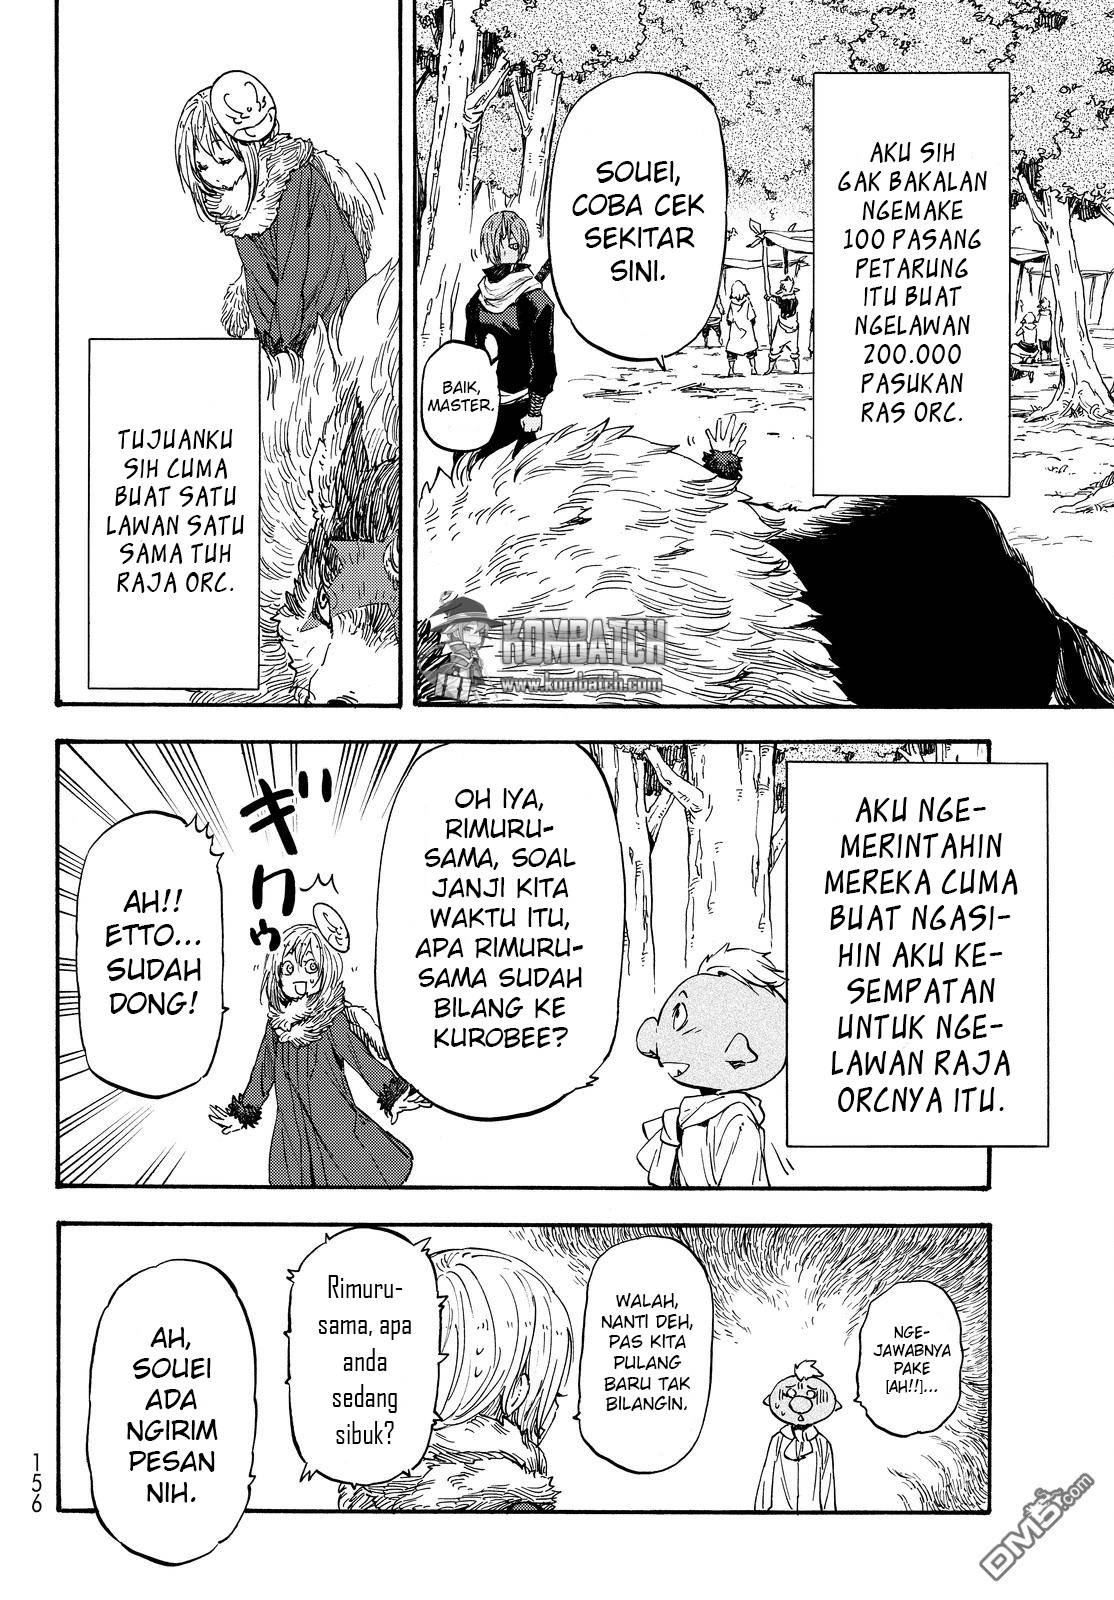 AKU SIH
GAK BAKALAN
NGEMAKE
100 PASANG
PETARUNG
ITU BUAT
NGELAWAN
200.000
PASUKAN
RAS ORC.
SOUEI,
COBA CEK
SEKITAR
SINI.
BAIK,
MASTER.
TUJUANKU
SIH CUMA
BUAT SATU
LAWAN SATU
SAMA TUH
RAJA ORC.
KOMBATCH
www.kombatch.com
AKU NGE-
MERINTAHIN
MEREKA CUMA
BUAT NGASI-
HIN AKU KE-
SEMPATAN
UNTUK NGE-
LAWAN RAJA
ORCNYA ITU.
OH IYA,
RIMURU-
SAMA, SOAL
JANJI KITA
WAKTU ITU,
APA RIMURU-
SAMA SUDAH
BILANG KE
KUROBEE?
ギクゥ
AH!!
ETTO...
SUDAH
DONG!
NGE-
JAWABNYA
PAKE
[AH!!]...
WALAH,
NANTI DEH,
PAS KITA
PULANG
BARU TAK
BILANGIN.
Rimuru-
sama, apa
anda
sedang
sibuk?
AH,
SOUEI
ADA
NGIRIM
PESAN
NIH.
156
DM5.com